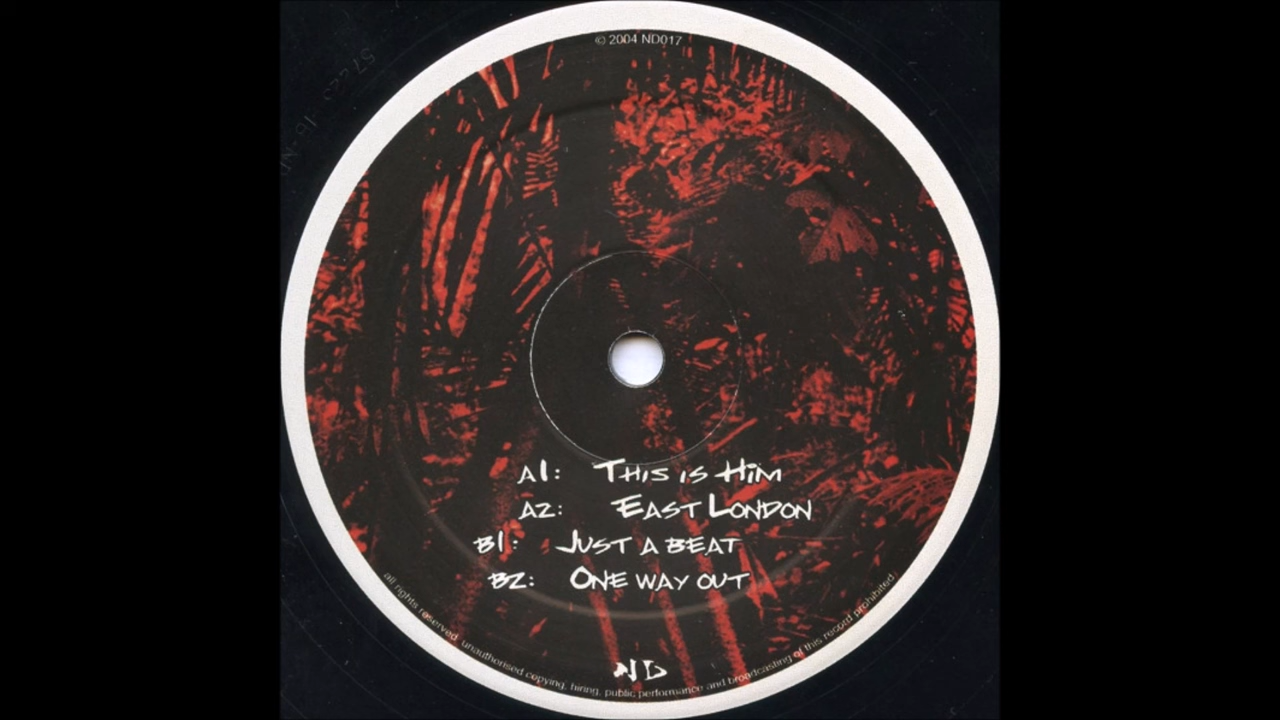 © 2004 ND017
A1: This is Him
A2: East London
B1: Just a beat
B2: One way out
ND
all rights reserved. unauthorised copying, hiring, public performance and broadcasting of this record prohibited.